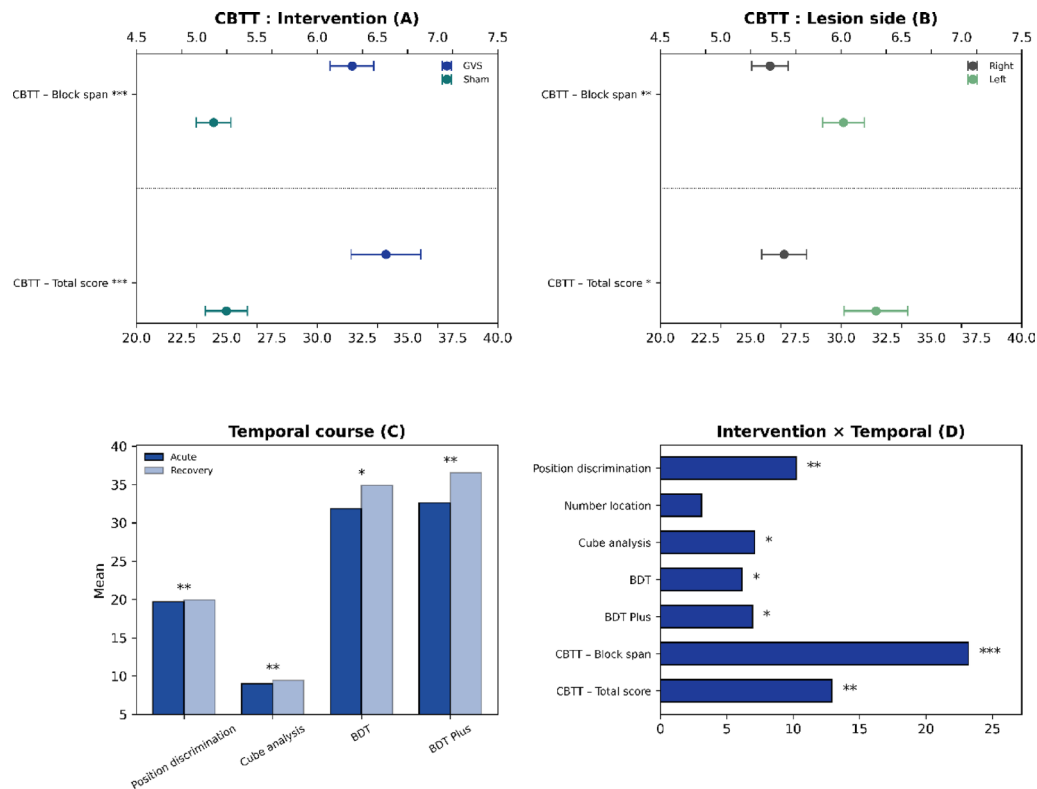 CBTT : Intervention (A)
4.5 5.0 5.5 6.0 6.5 7.0 7.5
GVS
Sham
CBTT – Block span ***
CBTT – Total score ***
20.0 22.5 25.0 27.5 30.0 32.5 35.0 37.5 40.0
CBTT : Lesion side (B)
4.5 5.0 5.5 6.0 6.5 7.0 7.5
Right
Left
CBTT – Block span **
CBTT – Total score *
20.0 22.5 25.0 27.5 30.0 32.5 35.0 37.5 40.0
Temporal course (C)
Acute
Recovery
Mean
40
35
30
25
20
15
10
5
**
**
*
**
Position discrimination
Cube analysis
BDT
BDT Plus
Intervention × Temporal (D)
Position discrimination **
Number location
Cube analysis *
BDT *
BDT Plus *
CBTT – Block span ***
CBTT – Total score **
0 5 10 15 20 25